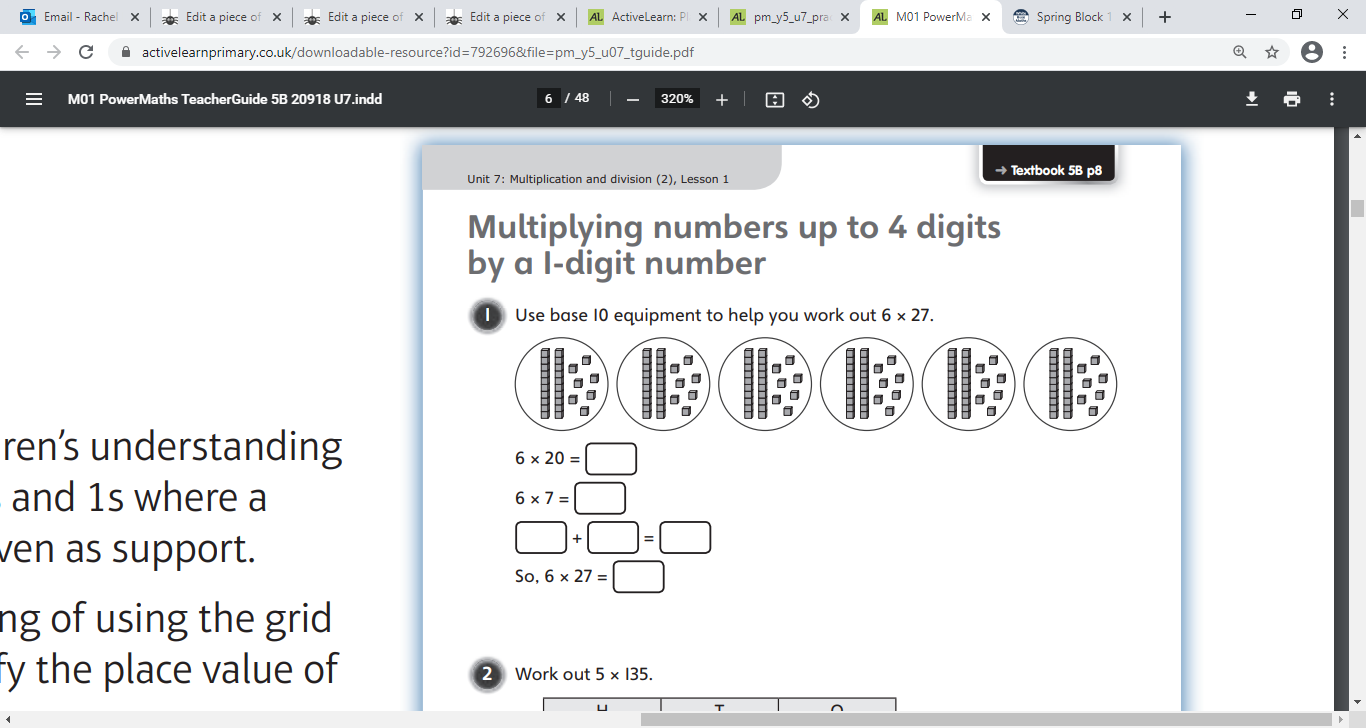 Email - Rachel
Edit a piece of
Edit a piece of
Edit a piece of
AL ActiveLearn: P
AL pm_y5_u7_pra
AL M01 PowerMa
Spring Block 1
activelearnprimary.co.uk/downloadable-resource?id=792696&file=pm_y5_u07_tguide.pdf
M01 PowerMaths TeacherGuide 5B 20918 U7.indd
6 / 48
320%
Unit 7: Multiplication and division (2), Lesson 1
→ Textbook 5B p8
Multiplying numbers up to 4 digits
by a 1-digit number
1 Use base 10 equipment to help you work out 6 × 27.
6 × 20 =
6 × 7 =
+ =
So, 6 × 27 =
2 Work out 5 × 135.
H T O
ren's understanding
and 1s where a
ven as support.
ng of using the grid
fy the place value of